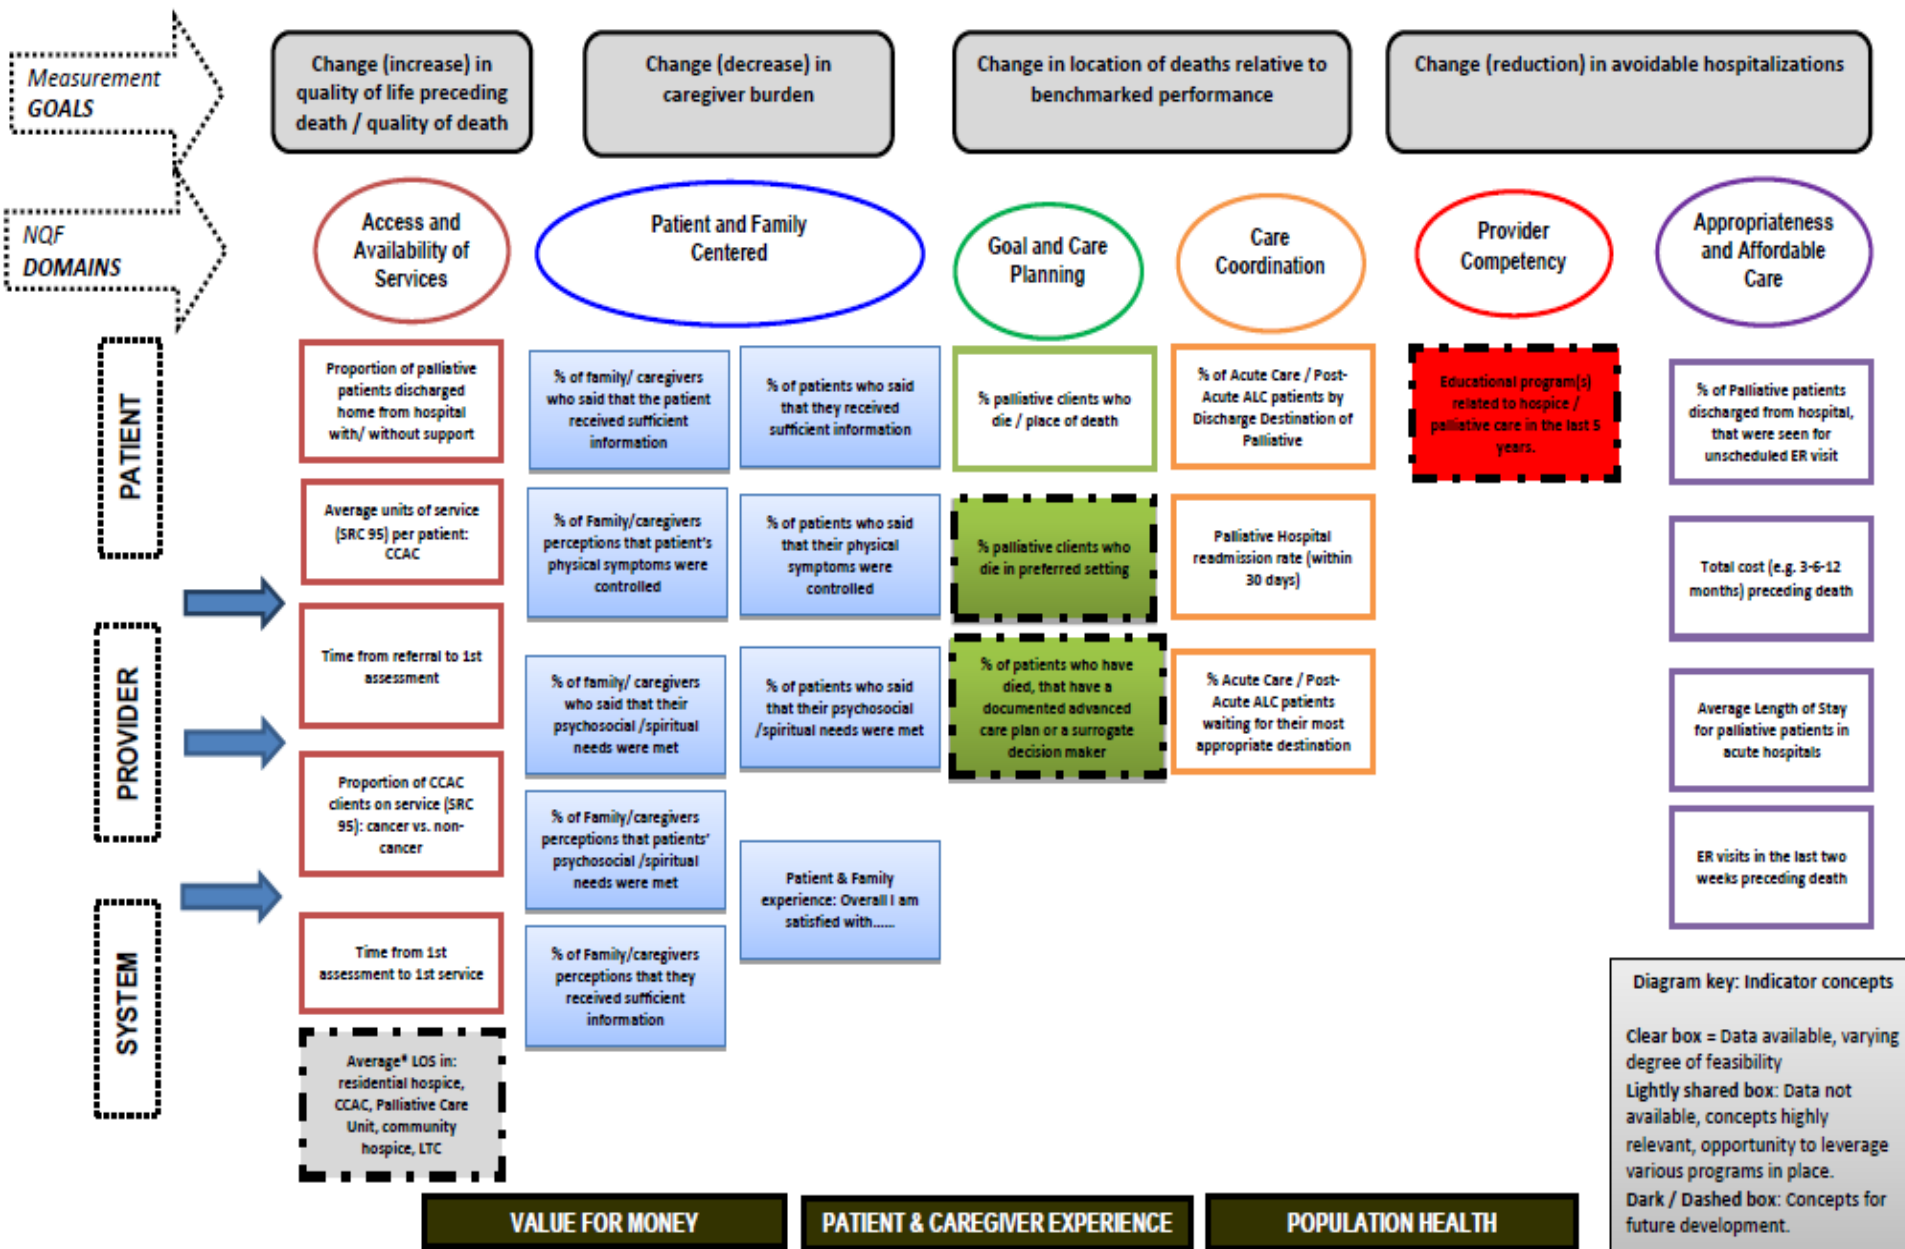 Measurement
GOALS
Change (increase) in
quality of life preceding
death / quality of death
Change (decrease) in
caregiver burden
Change in location of deaths relative to
benchmarked performance
Change (reduction) in avoidable hospitalizations
NQF
DOMAINS
Access and
Availability of
Services
Patient and Family
Centered
Goal and Care
Planning
Care
Coordination
Provider
Competency
Appropriateness
and Affordable
Care
PATIENT
PROVIDER
SYSTEM
Proportion of palliative
patients discharged
home from hospital
with/ without support
Average units of service
(SRC 95) per patient:
CCAC
Time from referral to 1st
assessment
Proportion of CCAC
clients on service (SRC
95): cancer vs. non-
cancer
Time from 1st
assessment to 1st service
Average* LOS in:
residential hospice,
CCAC, Palliative Care
Unit, community
hospice, LTC
% of family/ caregivers
who said that the patient
received sufficient
information
% of Family/caregivers
perceptions that patient's
physical symptoms were
controlled
% of family/ caregivers
who said that their
psychosocial /spiritual
needs were met
% of Family/caregivers
perceptions that patients'
psychosocial /spiritual
needs were met
% of Family/caregivers
perceptions that they
received sufficient
information
% of patients who said
that they received
sufficient information
% of patients who said
that their physical
symptoms were
controlled
% of patients who said
that their psychosocial
/spiritual needs were met
Patient & Family
experience: Overall I am
satisfied with......
% palliative clients who
die / place of death
% palliative clients who
die in preferred setting
% of patients who have
died, that have a
documented advanced
care plan or a surrogate
decision maker
% of Acute Care / Post-
Acute ALC patients by
Discharge Destination of
Palliative
Palliative Hospital
readmission rate (within
30 days)
% Acute Care / Post-
Acute ALC patients
waiting for their most
appropriate destination
Educational program(s)
related to hospice /
palliative care in the last 5
years.
% of Palliative patients
discharged from hospital,
that were seen for
unscheduled ER visit
Total cost (e.g. 3-6-12
months) preceding death
Average Length of Stay
for palliative patients in
acute hospitals
ER visits in the last two
weeks preceding death
Diagram key: Indicator concepts
Clear box = Data available, varying
degree of feasibility
Lightly shared box: Data not
available, concepts highly
relevant, opportunity to leverage
various programs in place.
Dark / Dashed box: Concepts for
future development.
VALUE FOR MONEY
PATIENT & CAREGIVER EXPERIENCE
POPULATION HEALTH